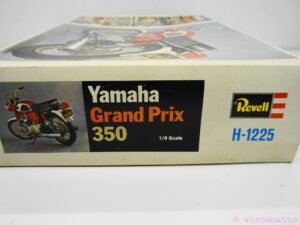 Yamaha
Grand Prix
350
1/8 Scale
Revell
H-1225
© vintomatic